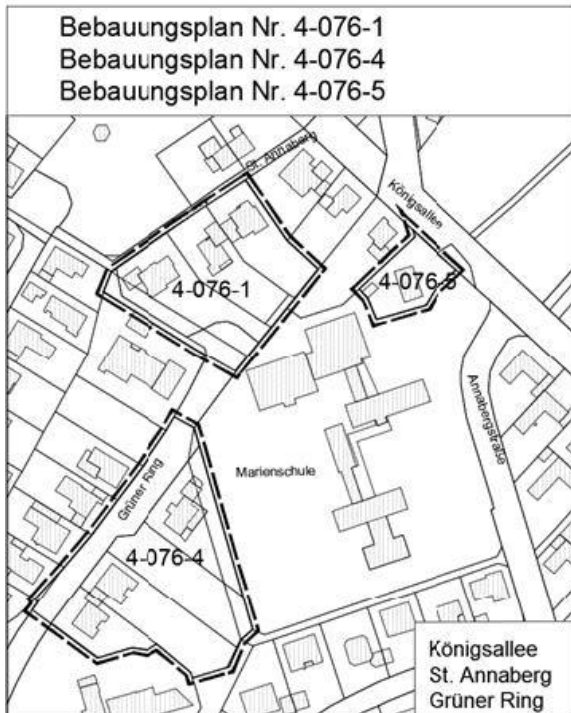 Bebauungsplan Nr. 4-076-1
Bebauungsplan Nr. 4-076-4
Bebauungsplan Nr. 4-076-5
St. Annaberg
Königsallee
4-076-1
4-076-5
Annabergstraße
Marienschule
Grüner Ring
4-076-4
Königsallee
St. Annaberg
Grüner Ring